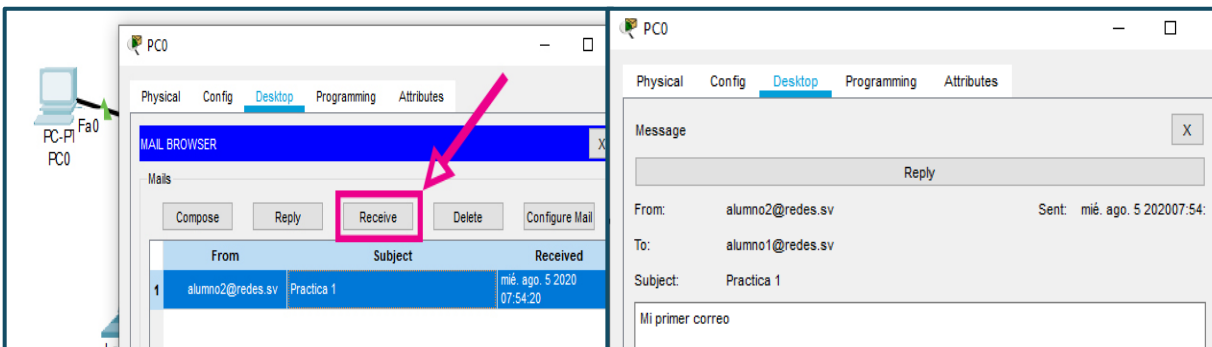 PC0
Physical Config Desktop Programming Attributes
MAIL BROWSER X
Mails
Compose Reply Receive Delete Configure Mail
From Subject Received
1 alumno2@redes.sv Practica 1 mié. ago. 5 2020
07:54:20
Fa0
PC0
PC0
Physical Config Desktop Programming Attributes
Message X
Reply
From: alumno2@redes.sv Sent: mié. ago. 5 202007:54:
To: alumno1@redes.sv
Subject: Practica 1
Mi primer correo